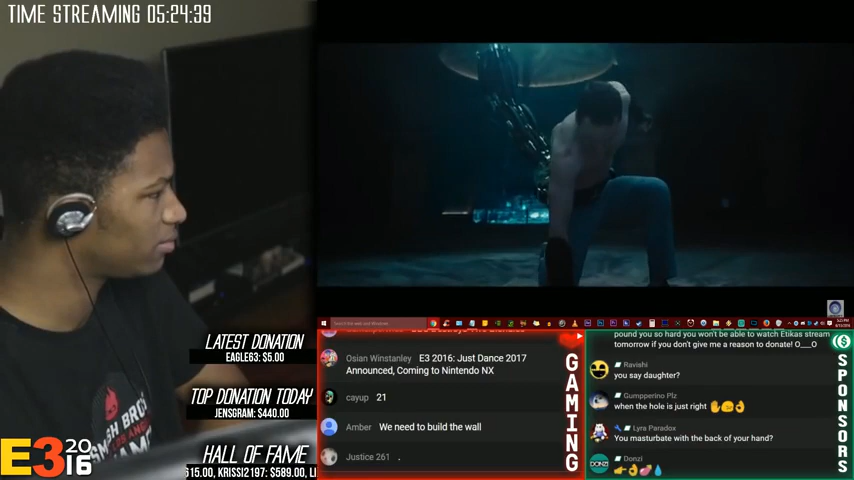 TIME STREAMING 05:24:39
LATEST DONATION
EAGLE63: $5.00
TOP DONATION TODAY
JENSGRAM: $440.00
HALL OF FAME
$15.00, KRISSI2197: $589.00, LI
E3 2016
Osian Winstanley E3 2016: Just Dance 2017
Announced, Coming to Nintendo NX
cayup 21
Amber We need to build the wall
Justice 261 .
GAMING
pound you so hard you won't be able to watch Etikas stream
tomorrow if you don't give me a reason to donate! O___O
Ravishi
you say daughter?
Gumpperino Plz
when the hole is just right
Lyra Paradox
You masturbate with the back of your hand?
Donzi
DONZI
SPONSORS